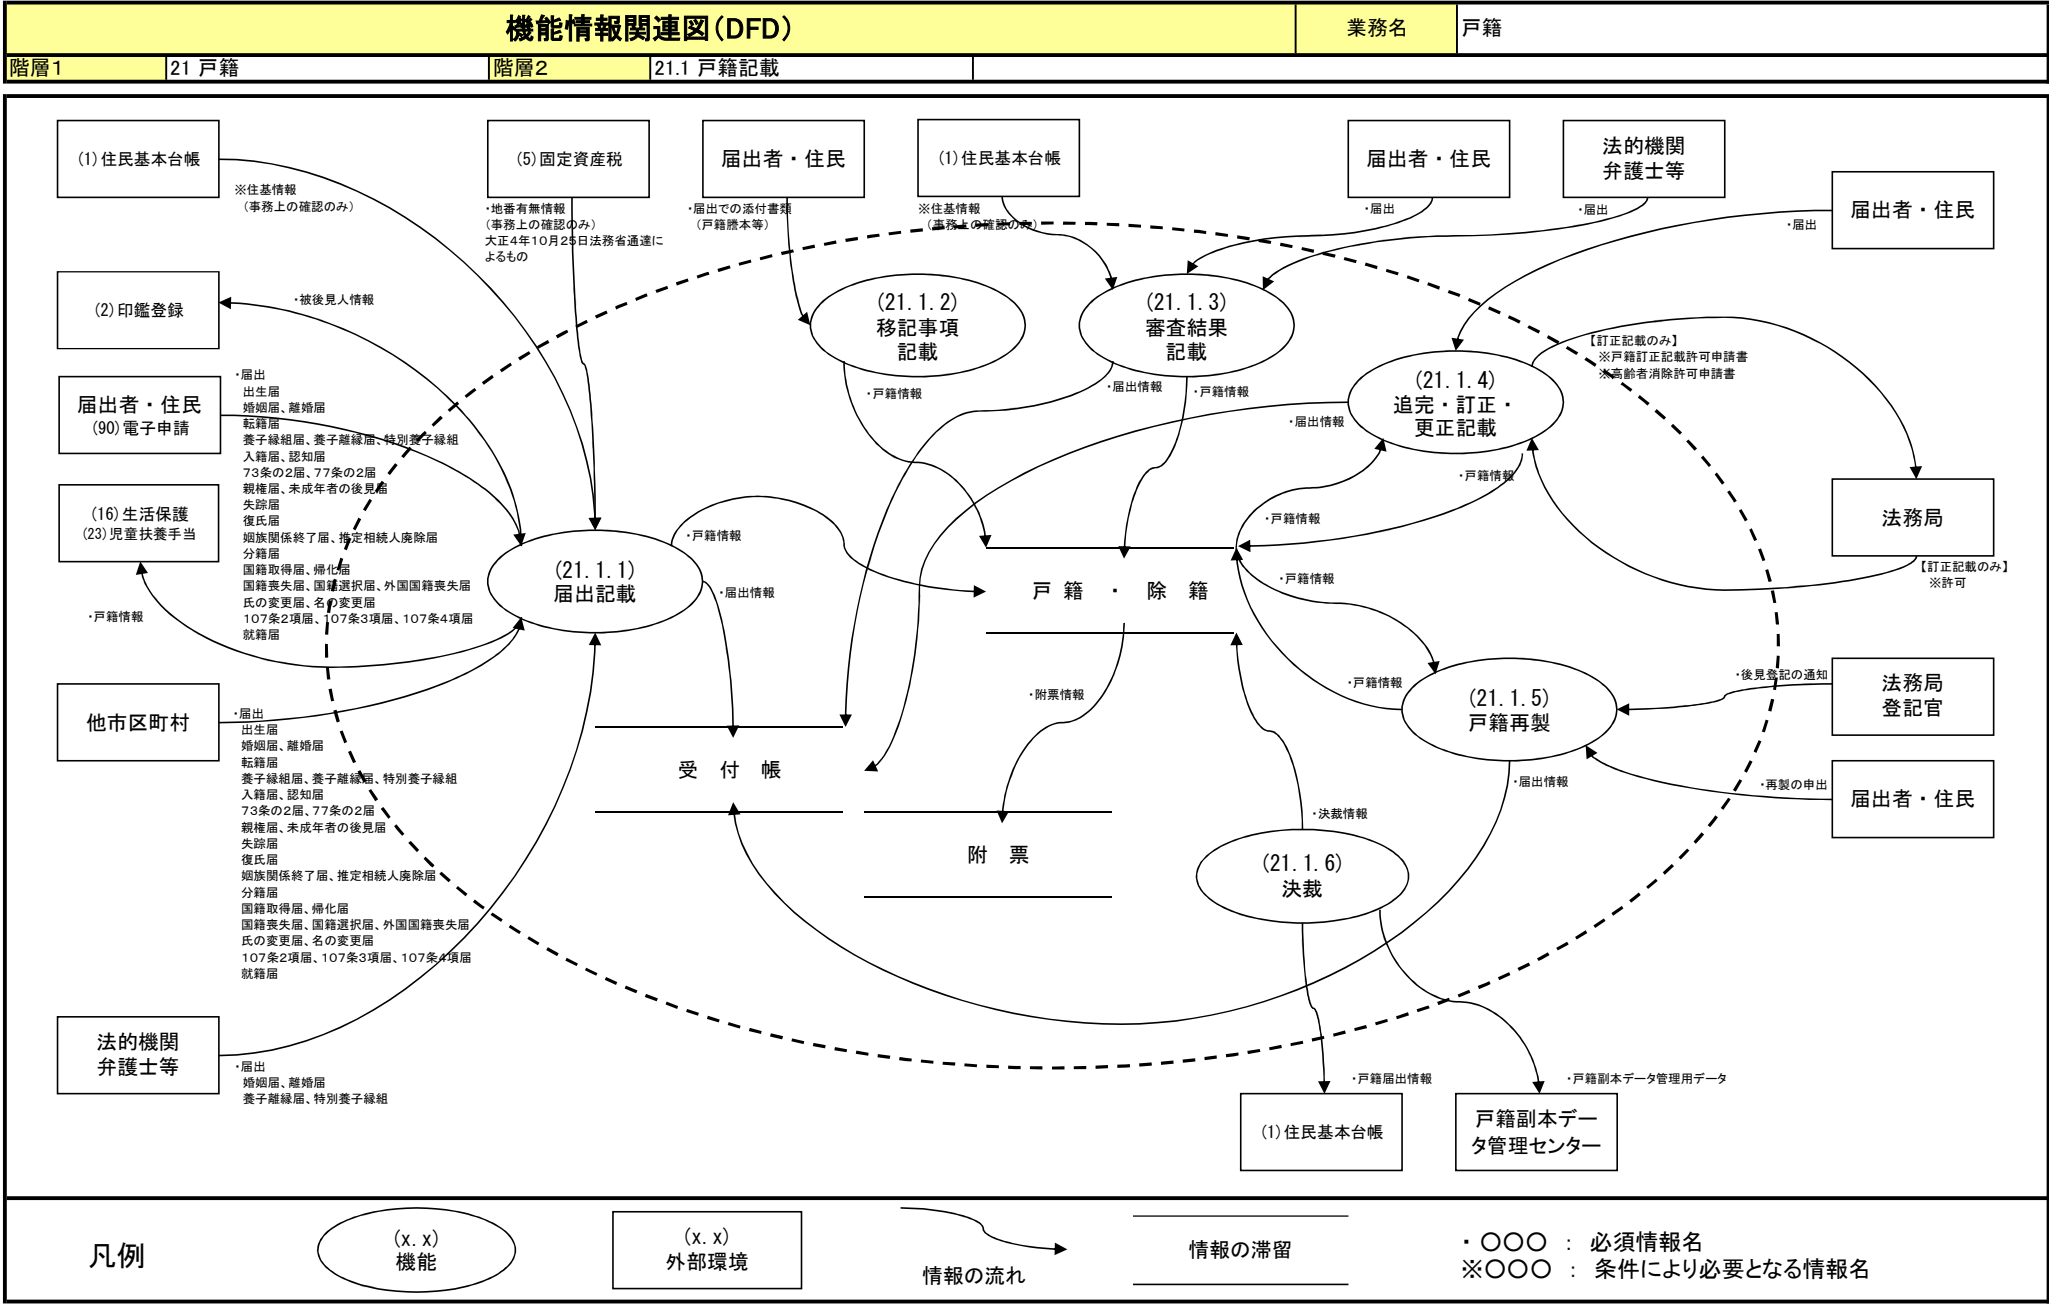 機能情報関連図(DFD)
業務名
戸籍
階層1
21 戸籍
階層2
21.1 戸籍記載
(1)住民基本台帳
※住基情報
(事務上の確認のみ)
(5)固定資産税
・地番有無情報
(事務上の確認のみ)
大正4年10月25日法務省通達に
よるもの
届出者・住民
・届出での添付書類
(戸籍謄本等)
(1)住民基本台帳
※住基情報
(事務上の確認のみ)
届出者・住民
・届出
法的機関
弁護士等
・届出
届出者・住民
・届出
(2)印鑑登録
・被後見人情報
(21.1.2)
移記事項
記載
・戸籍情報
(21.1.3)
審査結果
記載
・届出情報
・戸籍情報
(21.1.4)
追完・訂正・
更正記載
・届出情報
・戸籍情報
・戸籍情報
【訂正記載のみ】
※戸籍訂正記載許可申請書
※高齢者消除許可申請書
法務局
【訂正記載のみ】
※許可
届出者・住民
(90)電子申請
・届出
出生届
婚姻届、離婚届
転籍届
養子縁組届、養子離縁届、特別養子縁組
入籍届、認知届
73条の2届、77条の2届
親権届、未成年者の後見届
失踪届
復氏届
姻族関係終了届、推定相続人廃除届
分籍届
国籍取得届、帰化届
国籍喪失届、国籍選択届、外国国籍喪失届
氏の変更届、名の変更届
107条2項届、107条3項届、107条4項届
就籍届
(16)生活保護
(23)児童扶養手当
・戸籍情報
(21.1.1)
届出記載
・戸籍情報
・届出情報
戸 籍 ・ 除 籍
・戸籍情報
・戸籍情報
・附票情報
(21.1.5)
戸籍再製
・届出情報
・後見登記の通知
法務局
登記官
・再製の申出
届出者・住民
他市区町村
・届出
出生届
婚姻届、離婚届
転籍届
養子縁組届、養子離縁届、特別養子縁組
入籍届、認知届
73条の2届、77条の2届
親権届、未成年者の後見届
失踪届
復氏届
姻族関係終了届、推定相続人廃除届
分籍届
国籍取得届、帰化届
国籍喪失届、国籍選択届、外国国籍喪失届
氏の変更届、名の変更届
107条2項届、107条3項届、107条4項届
就籍届
受 付 帳
附 票
・決裁情報
(21.1.6)
決裁
法的機関
弁護士等
・届出
婚姻届、離婚届
養子離縁届、特別養子縁組
・戸籍届出情報
(1)住民基本台帳
・戸籍副本データ管理用データ
戸籍副本デー
タ管理センター
凡例
(x.x)
機能
(x.x)
外部環境
情報の流れ
情報の滞留
・ 〇〇〇 : 必須情報名
※〇〇〇 : 条件により必要となる情報名